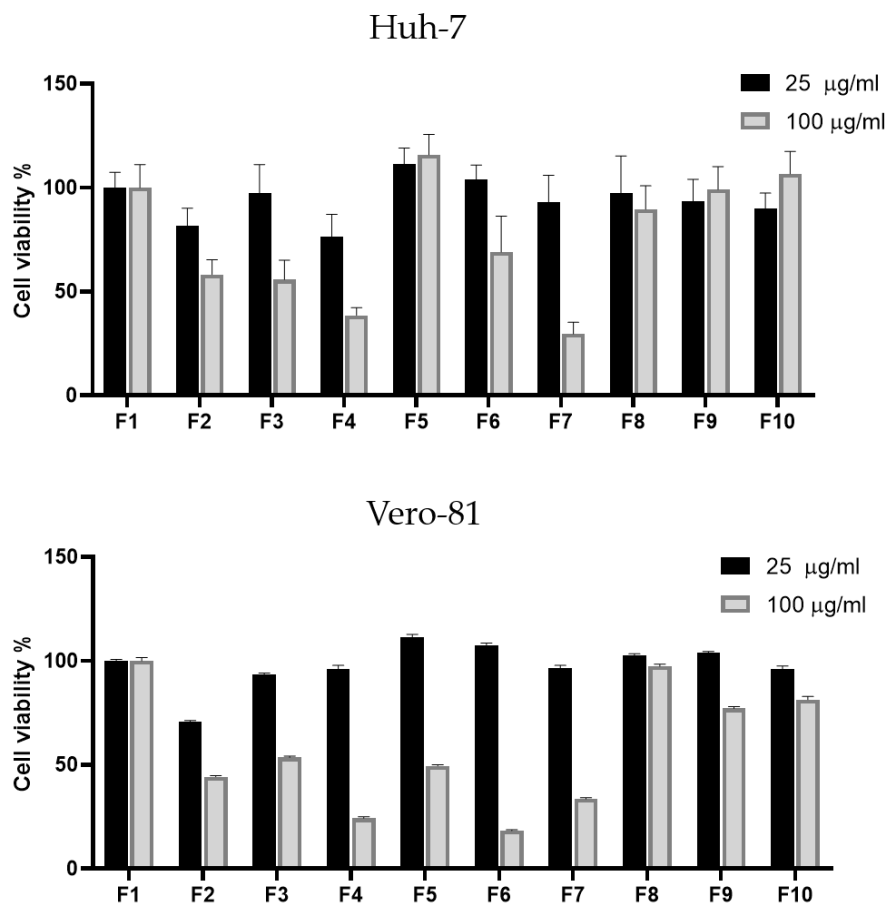 Huh-7
150
100
50
0
Cell viability %
25 μg/ml
100 μg/ml
F1 F2 F3 F4 F5 F6 F7 F8 F9 F10
Vero-81
150
100
50
0
Cell viability %
25 μg/ml
100 μg/ml
F1 F2 F3 F4 F5 F6 F7 F8 F9 F10